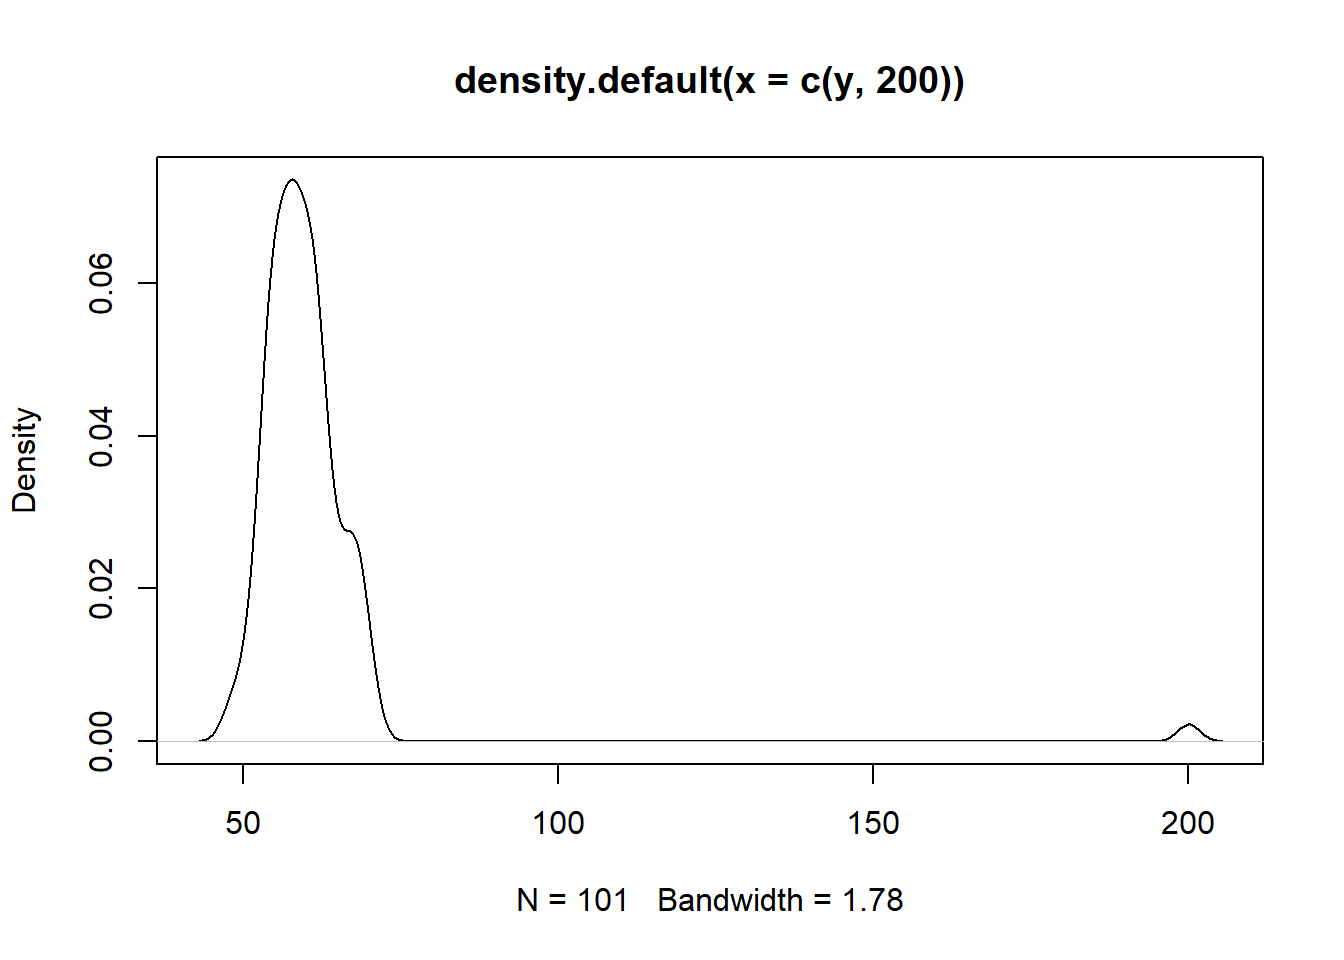 density.default(x = c(y, 200))
Density
0.06
0.04
0.02
0.00
50 100 150 200
N = 101 Bandwidth = 1.78